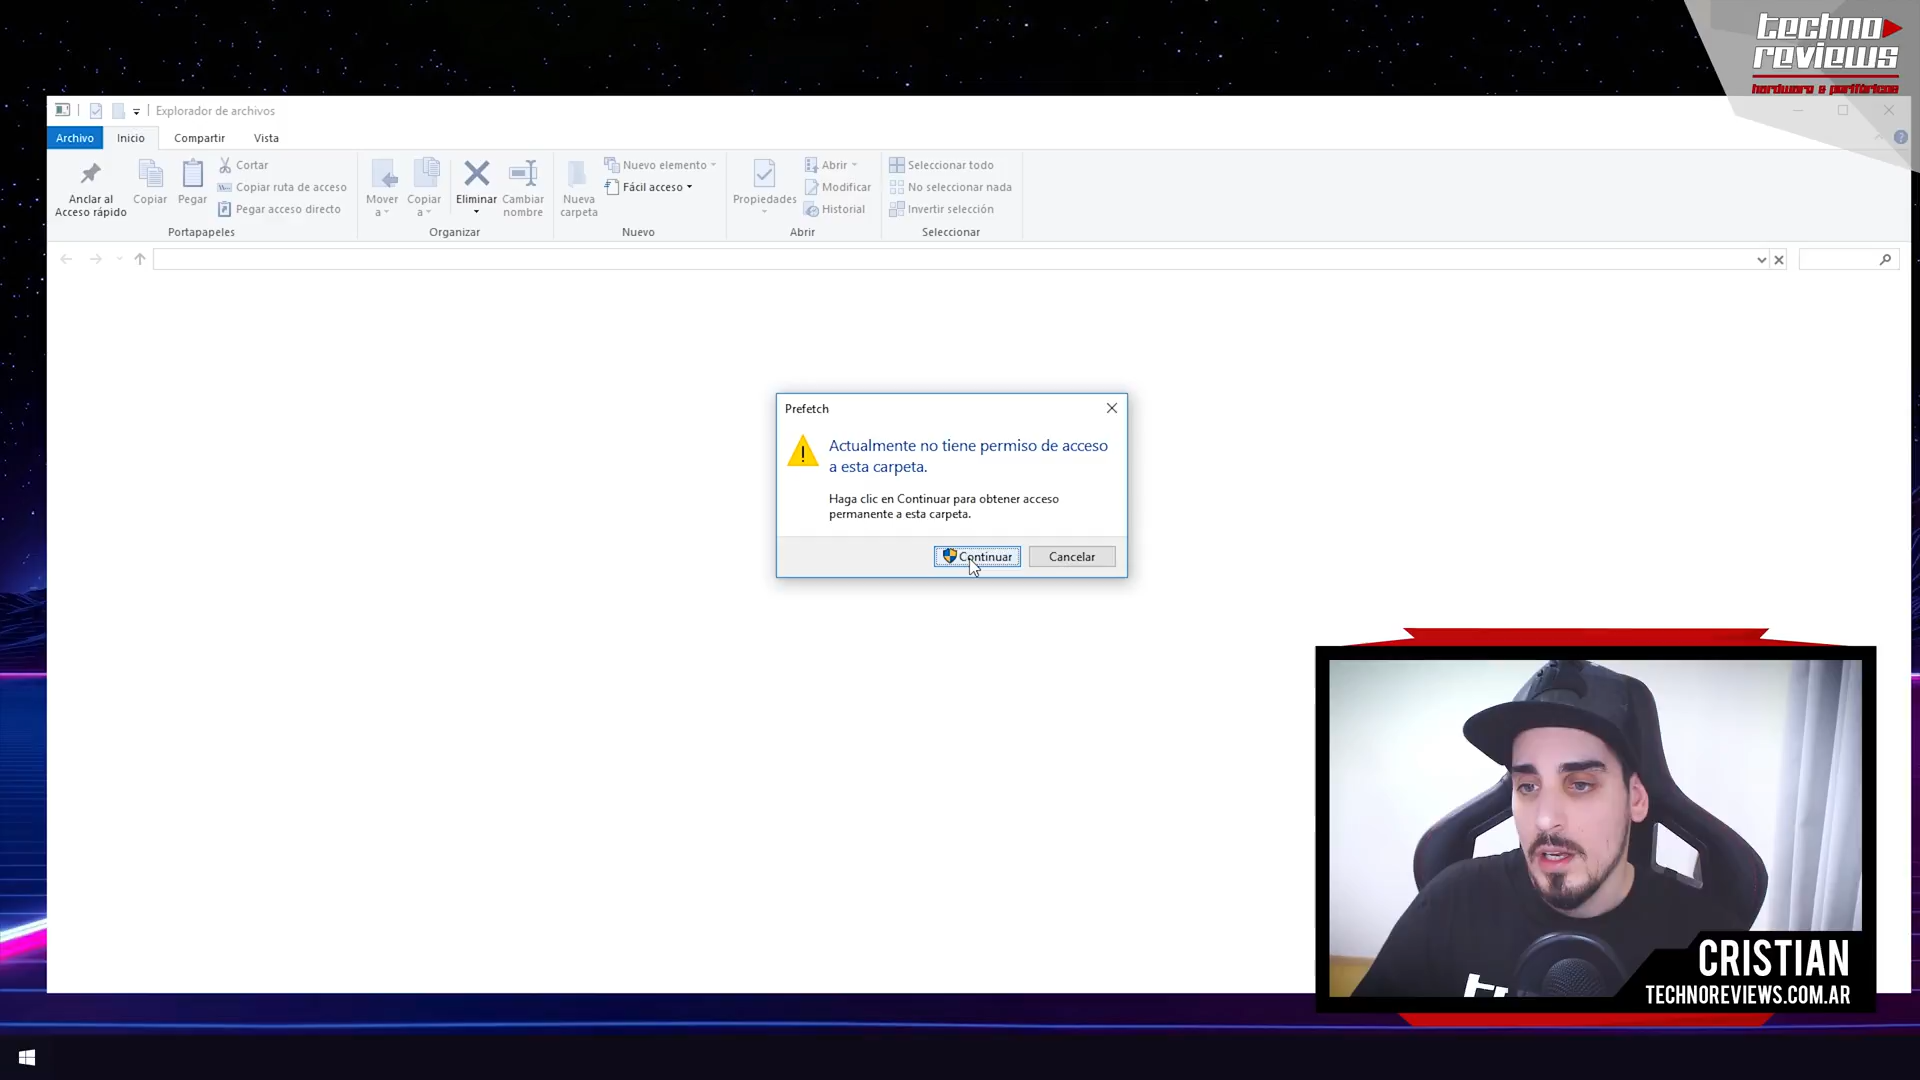 techno
reviews
hardware & periféricos
Explorador de archivos
Archivo
Inicio
Compartir
Vista
Anclar al
Acceso rápido
Copiar
Pegar
Cortar
Copiar ruta de acceso
Pegar acceso directo
Portapapeles
Mover
a
Copiar
a
Eliminar
Cambiar
nombre
Organizar
Nueva
carpeta
Nuevo elemento
Fácil acceso
Nuevo
Propiedades
Abrir
Modificar
Historial
Abrir
Seleccionar todo
No seleccionar nada
Invertir selección
Seleccionar
Prefetch
Actualmente no tiene permiso de acceso
a esta carpeta.
Haga clic en Continuar para obtener acceso
permanente a esta carpeta.
Continuar
Cancelar
CRISTIAN
TECHNOREVIEWS.COM.AR